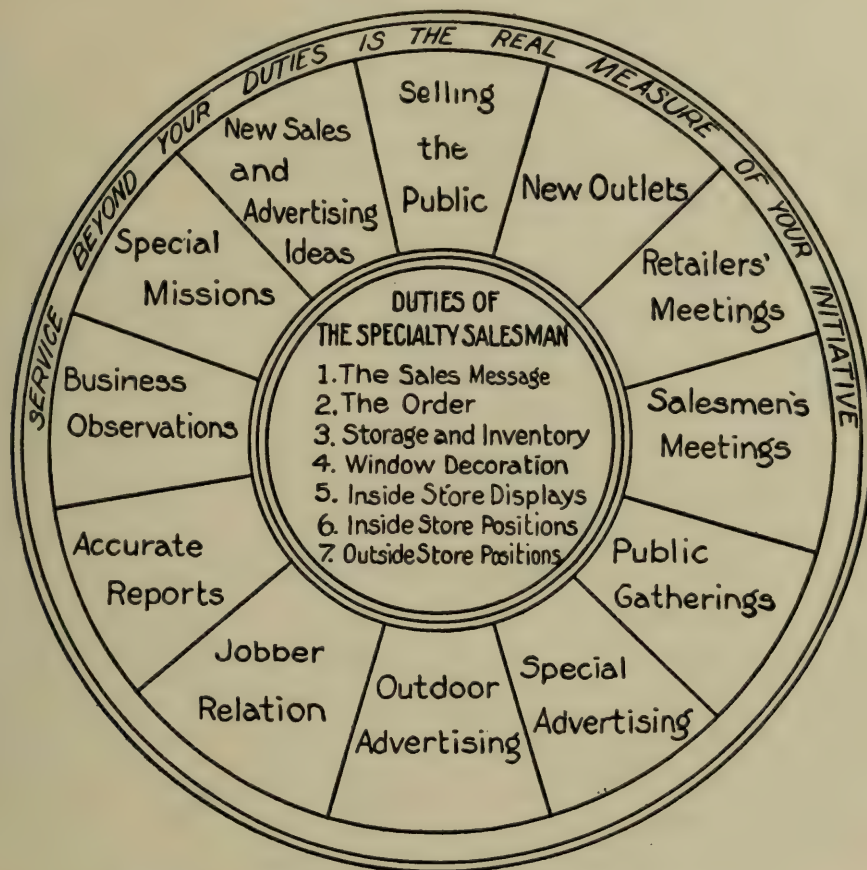 SERVICE BEYOND YOUR DUTIES IS THE REAL MEASURE OF YOUR INITIATIVE
Selling
the
Public
New Outlets
Retailers'
Meetings
Salesmen's
Meetings
Public
Gatherings
Special
Advertising
Outdoor
Advertising
Jobber
Relation
Accurate
Reports
Business
Observations
Special
Missions
New Sales
and
Advertising
Ideas
DUTIES OF
THE SPECIALTY SALESMAN
1. The Sales Message
2. The Order
3. Storage and Inventory
4. Window Decoration
5. Inside Store Displays
6. Inside Store Positions
7. Outside Store Positions